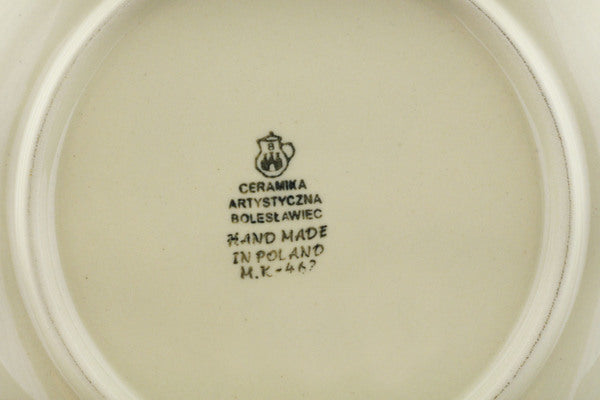 B
CERAMIKA
ARTYSTYCZNA
BOLESŁAWIEC
HAND MADE
IN POLAND